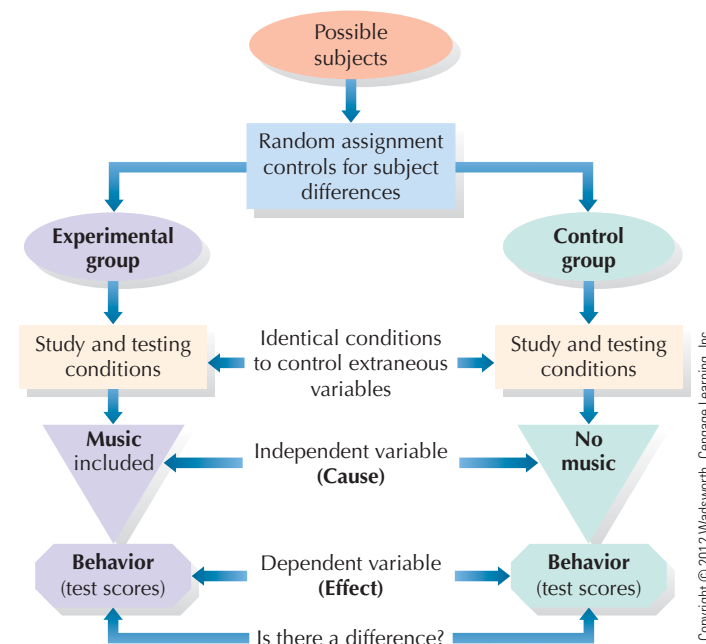 Possible
subjects
Random assignment
controls for subject
differences
Experimental
group
Control
group
Study and testing
conditions
Identical conditions
to control extraneous
variables
Study and testing
conditions
Music
included
Independent variable
(Cause)
No
music
Behavior
(test scores)
Dependent variable
(Effect)
Behavior
(test scores)
Is there a difference?
Copyright © 2012 Wadsworth, Cengage Learning, Inc.